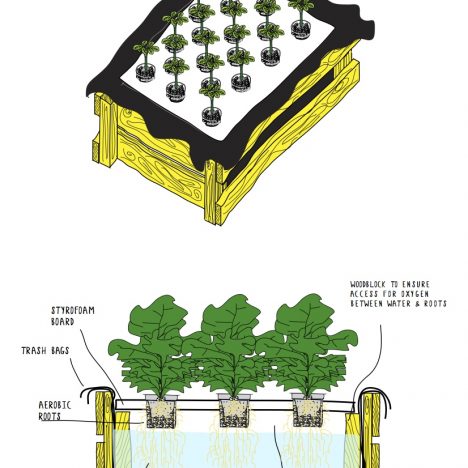 WOODBLOCK TO ENSURE
ACCESS FOR OXYGEN
BETWEEN WATER & ROOTS
STYROFOAM
BOARD
TRASH BAGS
AEROBIC
ROOTS